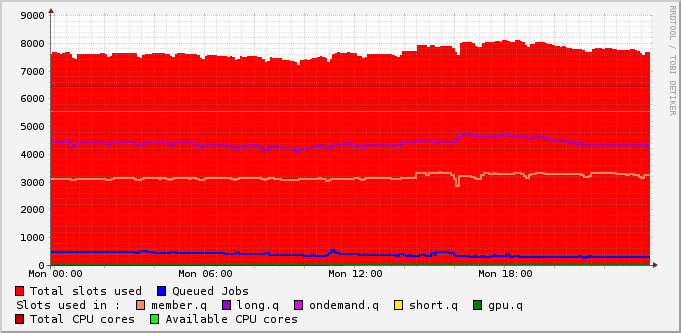 RRDTOOL / TOBI OETIKER
9000
8000
7000
6000
5000
4000
3000
2000
1000
0
Mon 00:00 Mon 06:00 Mon 12:00 Mon 18:00
Total slots used Queued Jobs
Slots used in : member.q long.q ondemand.q short.q gpu.q
Total CPU cores Available CPU cores